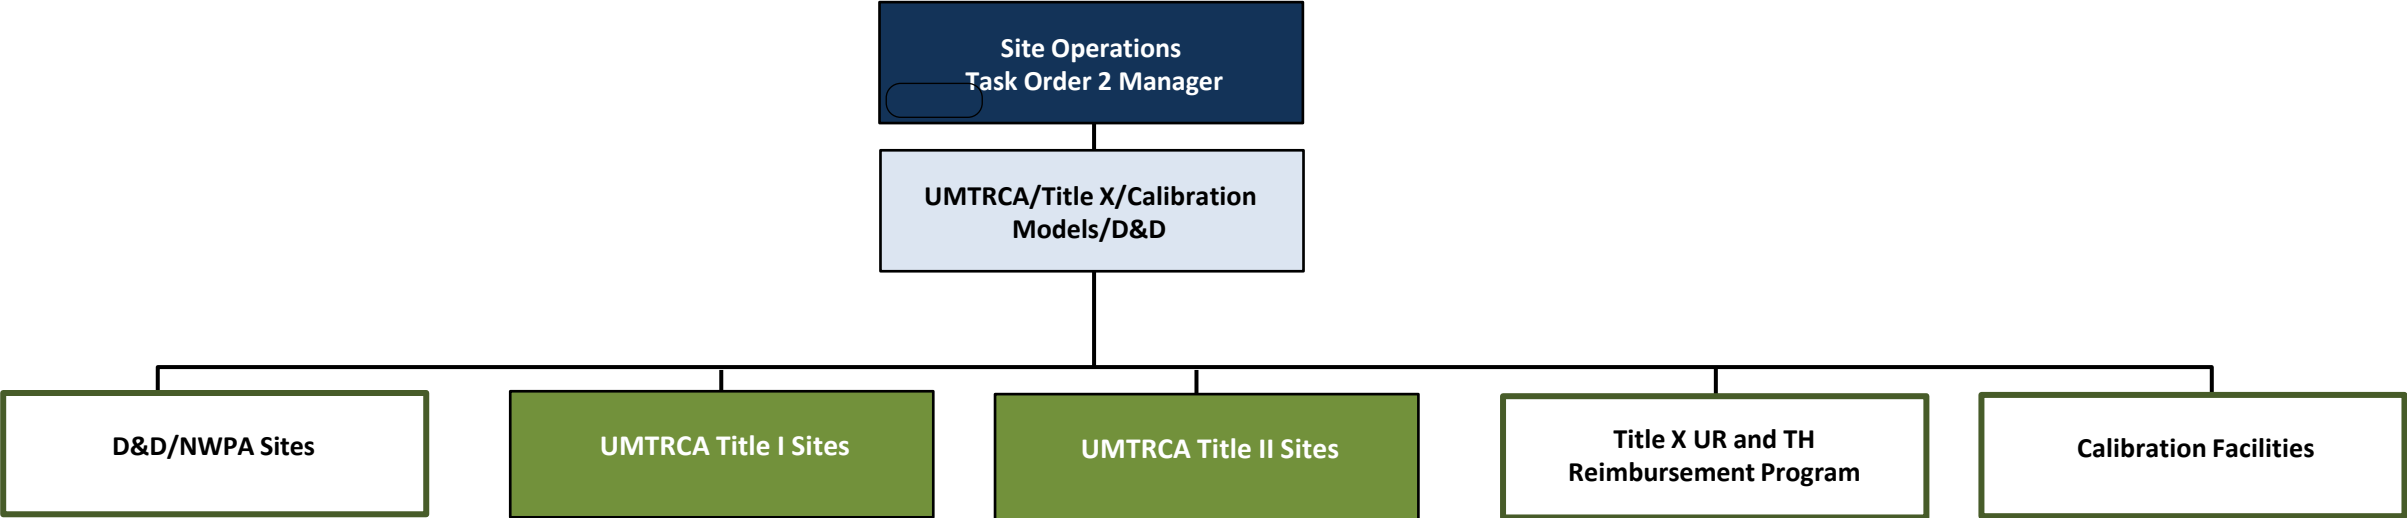 Site Operations
Task Order 2 Manager
UMTRCA/Title X/Calibration
Models/D&D
D&D/NWPA Sites
UMTRCA Title I Sites
UMTRCA Title II Sites
Title X UR and TH
Reimbursement Program
Calibration Facilities